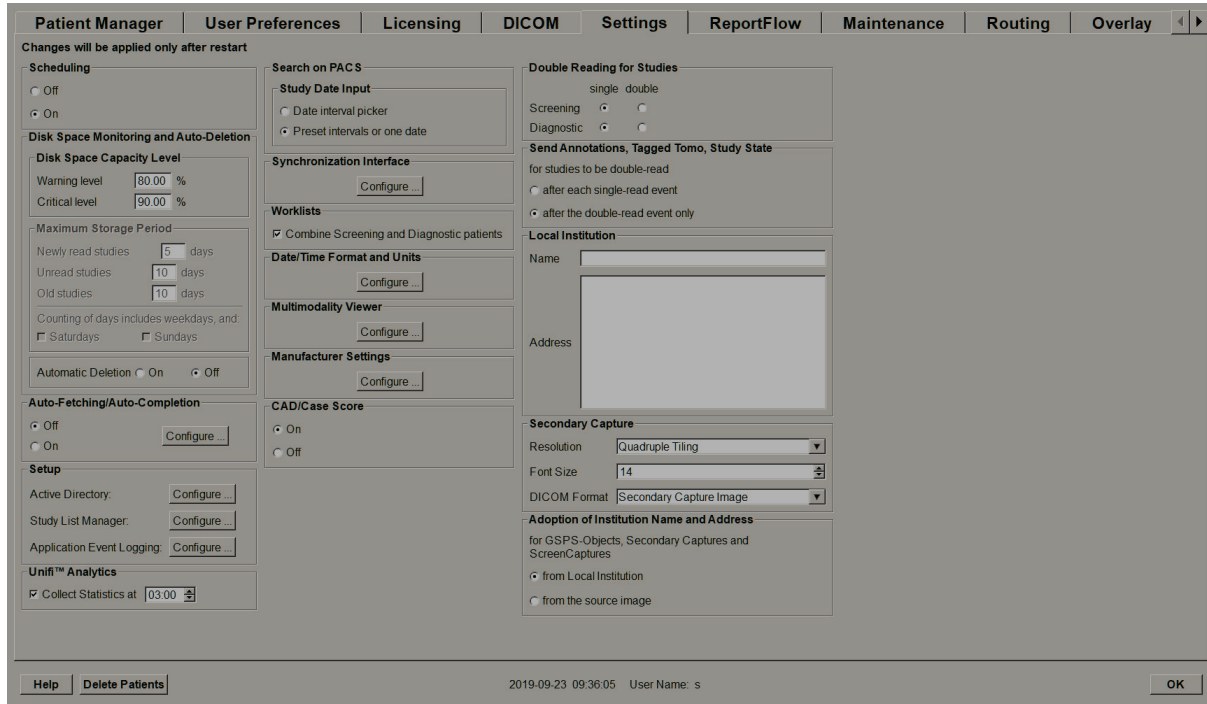 Patient Manager User Preferences Licensing DICOM Settings ReportFlow Maintenance Routing Overlay
Changes will be applied only after restart
Scheduling
Off
On
Disk Space Monitoring and Auto-Deletion
Disk Space Capacity Level
Warning level 80.00 %
Critical level 90.00 %
Maximum Storage Period
Newly read studies 5 days
Unread studies 10 days
Old studies 10 days
Counting of days includes weekdays, and:
Saturdays Sundays
Automatic Deletion On Off
Auto-Fetching/Auto-Completion
Off
Configure ...
On
Setup
Active Directory: Configure ...
Study List Manager: Configure ...
Application Event Logging: Configure ...
Unifi™ Analytics
Collect Statistics at 03:00
Search on PACS
Study Date Input
Date interval picker
Preset intervals or one date
Synchronization Interface
Configure ...
Worklists
Combine Screening and Diagnostic patients
Date/Time Format and Units
Configure ...
Multimodality Viewer
Configure ...
Manufacturer Settings
Configure ...
CAD/Case Score
On
Off
Double Reading for Studies
single double
Screening
Diagnostic
Send Annotations, Tagged Tomo, Study State
for studies to be double-read
after each single-read event
after the double-read event only
Local Institution
Name
Address
Secondary Capture
Resolution Quadruple Tiling
Font Size 14
DICOM Format Secondary Capture Image
Adoption of Institution Name and Address
for GSPS-Objects, Secondary Captures and
ScreenCaptures
from Local Institution
from the source image
Help Delete Patients 2019-09-23 09:36:05 User Name: s OK